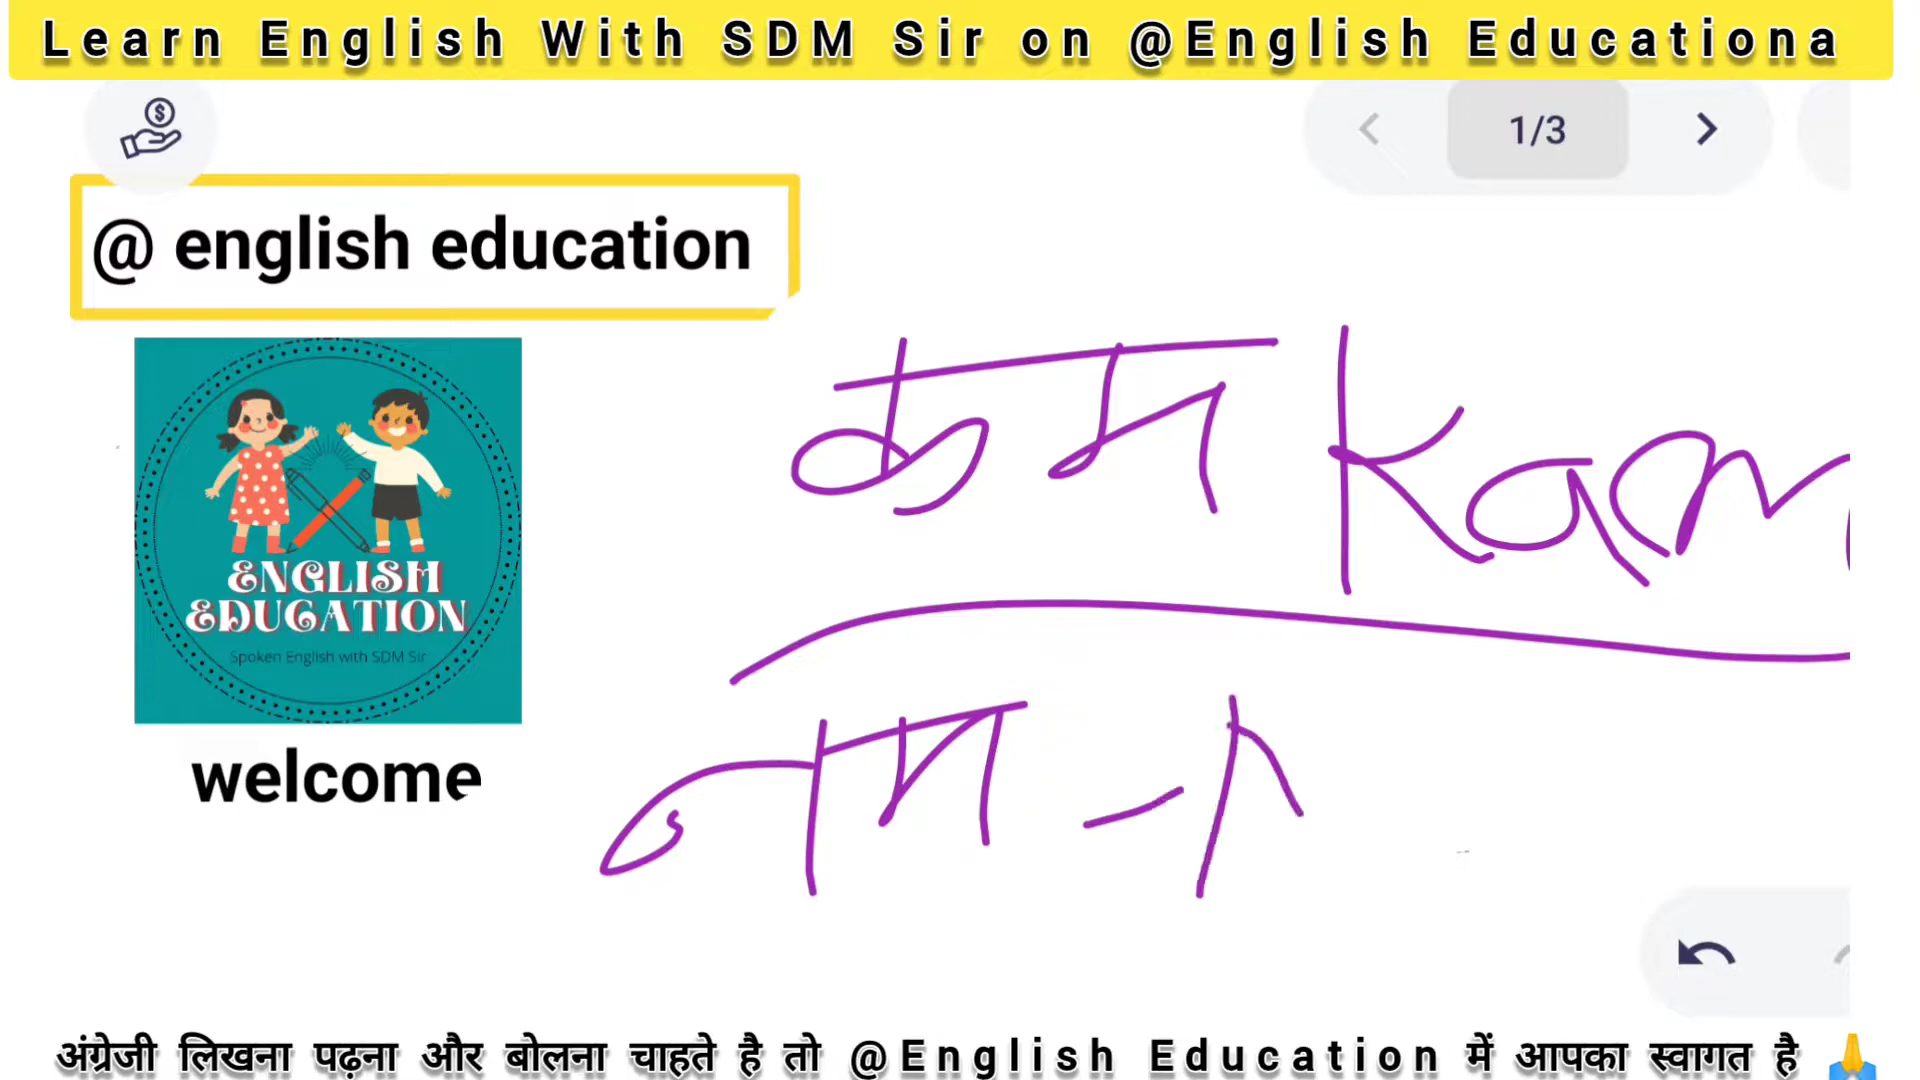 Learn English With SDM Sir on @English Educationa
1/3
@ english education
कम Kam
ENGLISH
EDUCATION
Spoken English with SDM Sir
नम -
welcome
अंग्रेजी लिखना पढ़ना और बोलना चाहते है तो @English Education में आपका स्वागत है 🙏